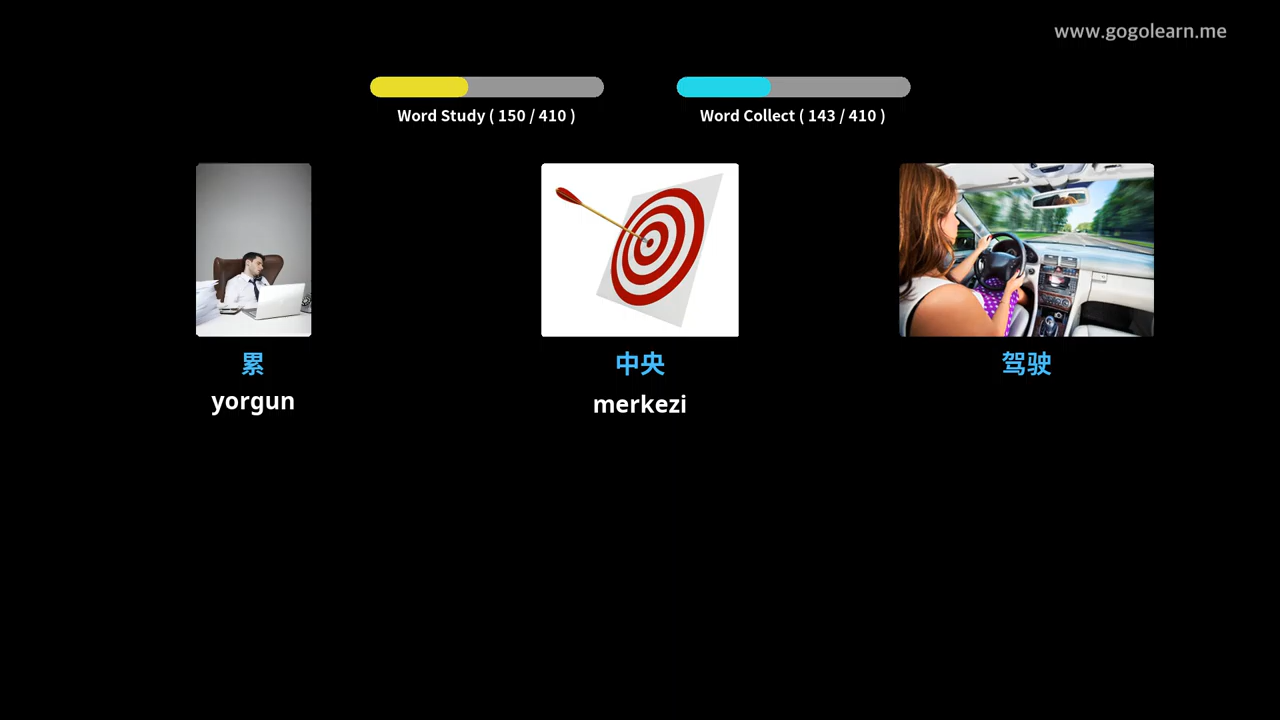 www.gogolearn.me
Word Study ( 150 / 410 )
Word Collect ( 143 / 410 )
累
中央
驾驶
yorgun
merkezi